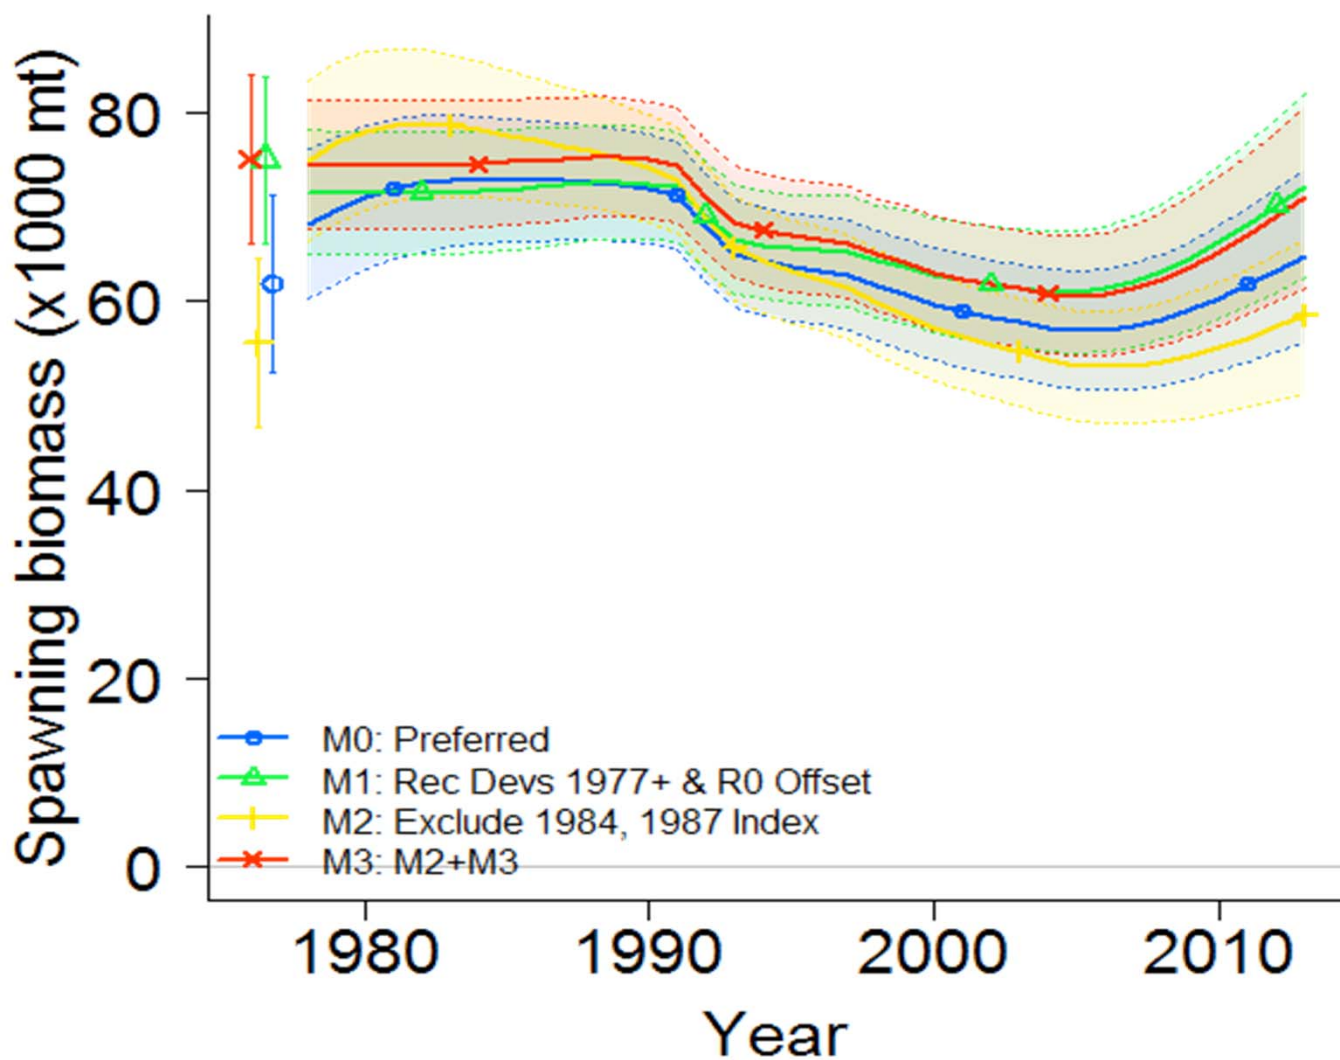 Spawning biomass (x1000 mt)
80
60
40
20
0
M0: Preferred
M1: Rec Devs 1977+ & R0 Offset
M2: Exclude 1984, 1987 Index
M3: M2+M3
1980 1990 2000 2010
Year